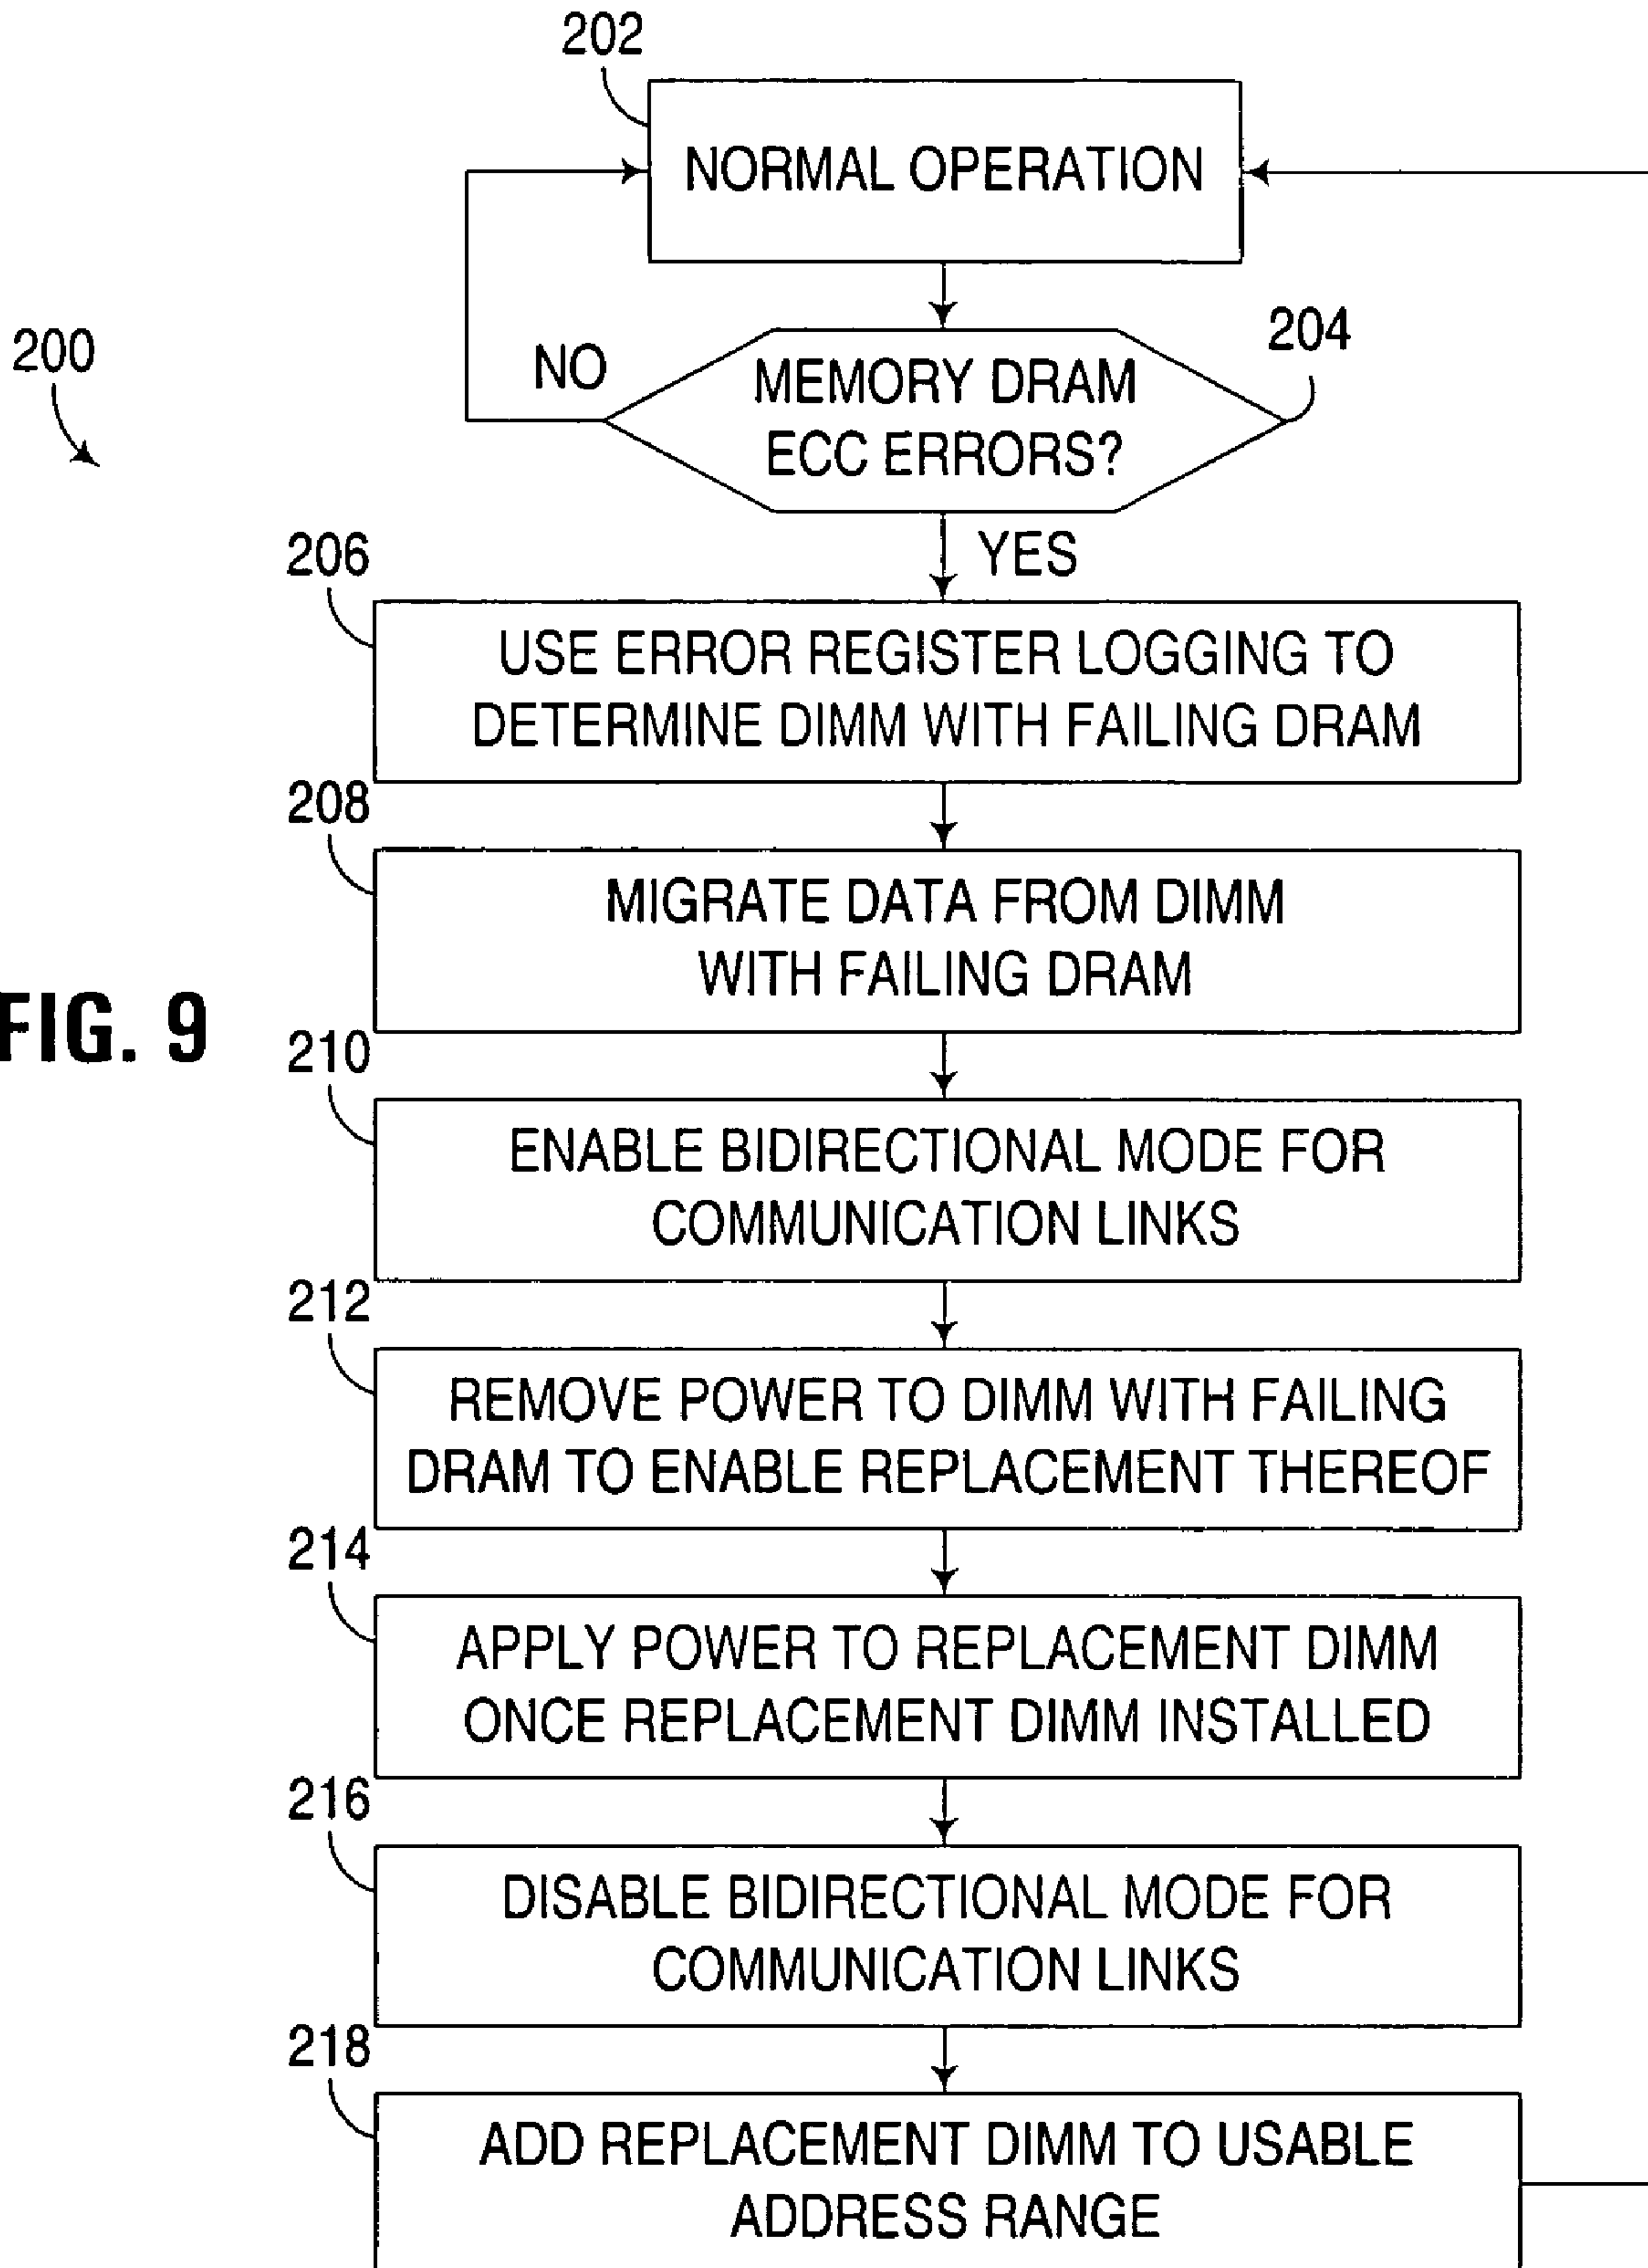 202
NORMAL OPERATION
200
NO
MEMORY DRAM
ECC ERRORS?
204
YES
206
USE ERROR REGISTER LOGGING TO
DETERMINE DIMM WITH FAILING DRAM
208
MIGRATE DATA FROM DIMM
WITH FAILING DRAM
FIG. 9
210
ENABLE BIDIRECTIONAL MODE FOR
COMMUNICATION LINKS
212
REMOVE POWER TO DIMM WITH FAILING
DRAM TO ENABLE REPLACEMENT THEREOF
214
APPLY POWER TO REPLACEMENT DIMM
ONCE REPLACEMENT DIMM INSTALLED
216
DISABLE BIDIRECTIONAL MODE FOR
COMMUNICATION LINKS
218
ADD REPLACEMENT DIMM TO USABLE
ADDRESS RANGE